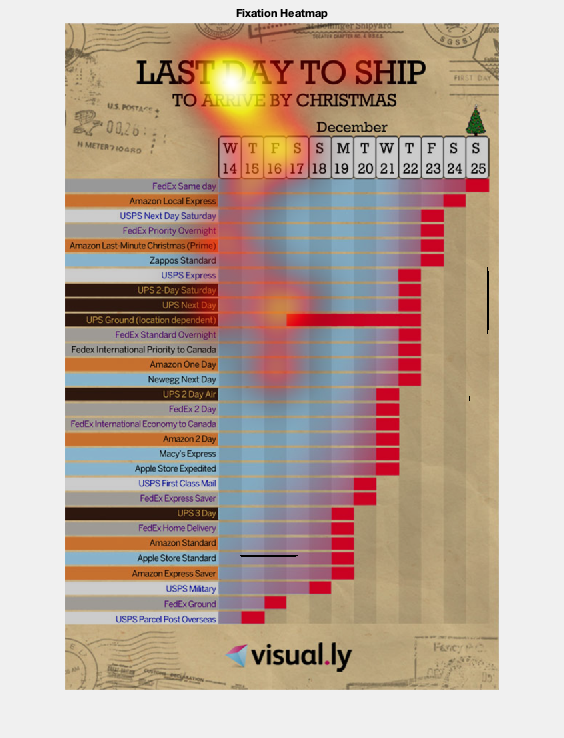 Fixation Heatmap
LAST DAY TO SHIP
TO ARRIVE BY CHRISTMAS
U.S. POSTAGE
FIRST DAY
H METER 710690
December
W T F S S M T W T F S S
14 15 16 17 18 19 20 21 22 23 24 25
FedEx Same day
Amazon Local Express
USPS Next Day Saturday
FedEx Priority Overnight
Amazon Last-Minute Christmas (Prime)
Zappos Standard
USPS Express
UPS 2-Day Saturday
UPS Next Day
UPS Ground (location dependent)
FedEx Standard Overnight
Fedex International Priority to Canada
Amazon One Day
Newegg Next Day
UPS 2 Day Air
FedEx 2 Day
FedEx International Economy to Canada
Amazon 2 Day
Macy's Express
Apple Store Expedited
USPS First Class Mail
FedEx Express Saver
UPS 3 Day
FedEx Home Delivery
Amazon Standard
Apple Store Standard
Amazon Express Saver
USPS Military
FedEx Ground
USPS Parcel Post Overseas
visual.ly